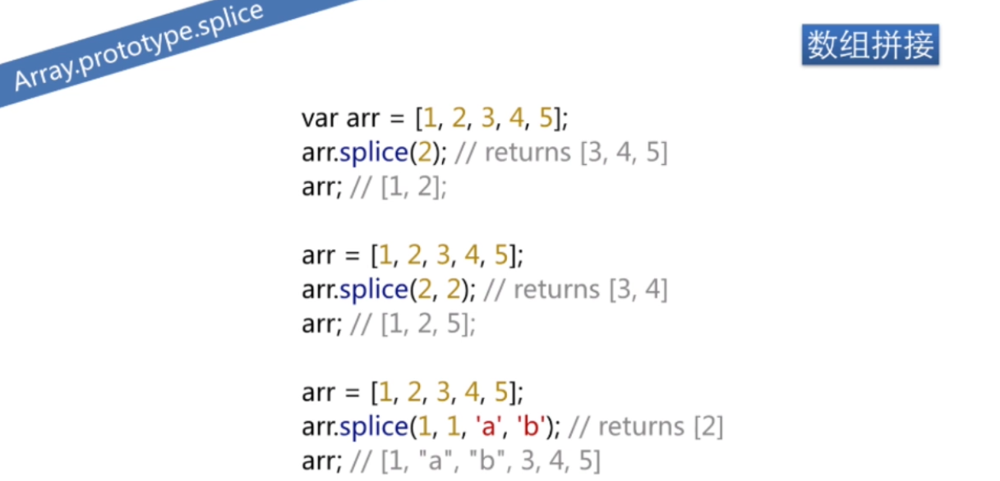 Array.prototype.splice
数组拼接
var arr = [1, 2, 3, 4, 5];
arr.splice(2); // returns [3, 4, 5]
arr; // [1, 2];
arr = [1, 2, 3, 4, 5];
arr.splice(2, 2); // returns [3, 4]
arr; // [1, 2, 5];
arr = [1, 2, 3, 4, 5];
arr.splice(1, 1, 'a', 'b'); // returns [2]
arr; // [1, "a", "b", 3, 4, 5]